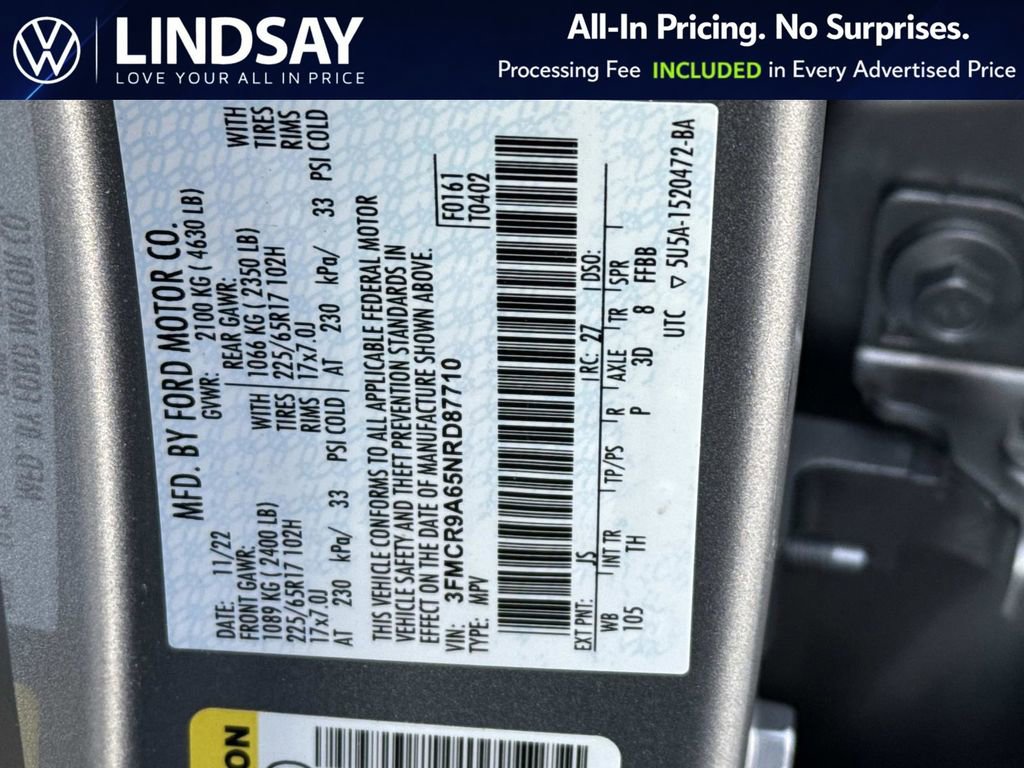 LINDSAY
LOVE YOUR ALL IN PRICE
All-In Pricing. No Surprises.
Processing Fee INCLUDED in Every Advertised Price
MFD. BY FORD MOTOR CO.
DATE: 11/22 GVWR: 2100 KG ( 4630 LB)
FRONT GAWR: REAR GAWR:
1089 KG ( 2400 LB) WITH 1066 KG ( 2350 LB) WITH
225/65R17 102H TIRES 225/65R17 102H TIRES
17x7.0J RIMS 17x7.0J RIMS
AT 230 kPa/ 33 PSI COLD AT 230 kPa/ 33 PSI COLD
THIS VEHICLE CONFORMS TO ALL APPLICABLE FEDERAL MOTOR
VEHICLE SAFETY AND THEFT PREVENTION STANDARDS IN
EFFECT ON THE DATE OF MANUFACTURE SHOWN ABOVE.
VIN: 3FMCR9A65NRD87710
TYPE: MPV
F0161
T0402
EXT PNT: JS RC: 27 DSO:
WB INT TR TP/PS R AXLE TR SPR
105 TH P 3D 8 FFBB
UTC ▽ 5U5A-1520472-BA
ON